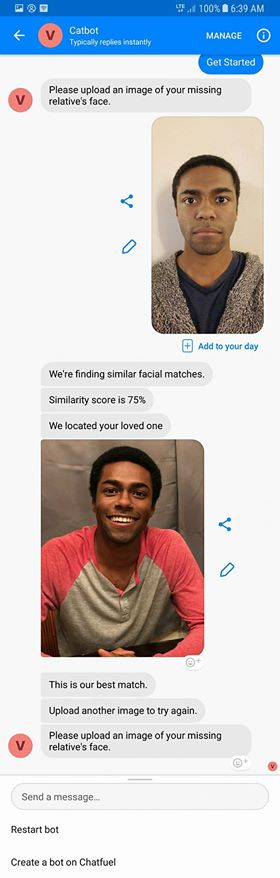 LTE 100% 6:39 AM
V Catbot MANAGE
Typically replies instantly
Get Started
Please upload an image of your missing
relative's face.
V
Add to your day
We're finding similar facial matches.
Similarity score is 75%
We located your loved one
This is our best match.
Upload another image to try again.
Please upload an image of your missing
relative's face.
V
V
Send a message...
Restart bot
Create a bot on Chatfuel